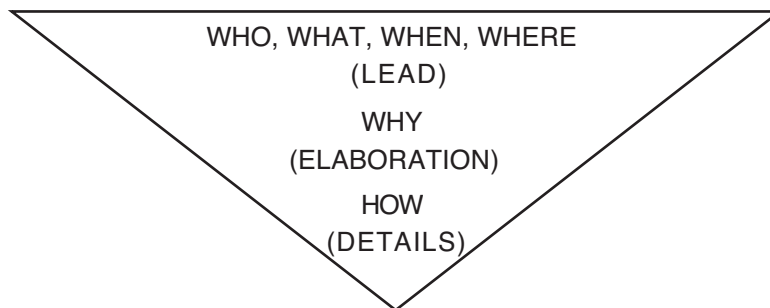 WHO, WHAT, WHEN, WHERE
(LEAD)
WHY
(ELABORATION)
HOW
(DETAILS)